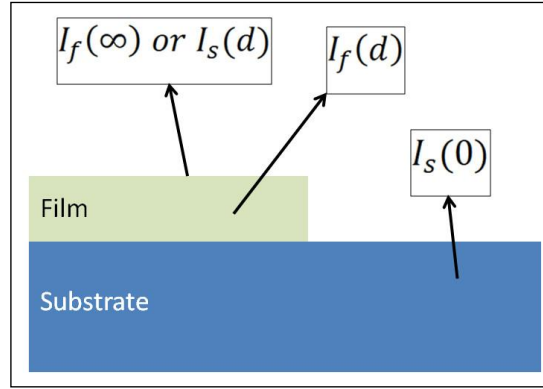 I_f(∞) or I_s(d)
I_f(d)
I_s(0)
Film
Substrate